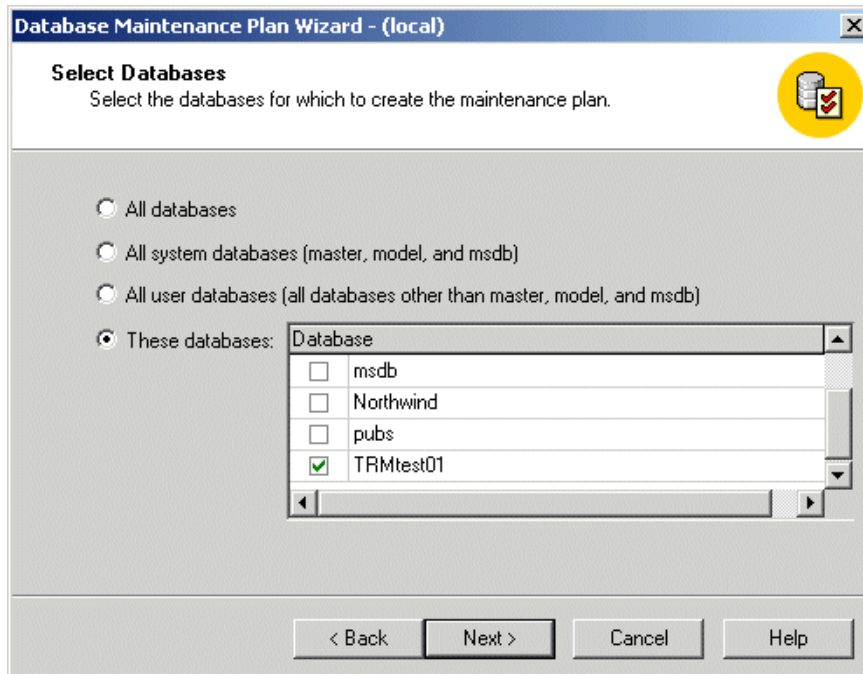 Database Maintenance Plan Wizard - (local)
Select Databases
Select the databases for which to create the maintenance plan.
All databases
All system databases (master, model, and msdb)
All user databases (all databases other than master, model, and msdb)
These databases:
Database
msdb
Northwind
pubs
TRMtest01
< Back
Next >
Cancel
Help